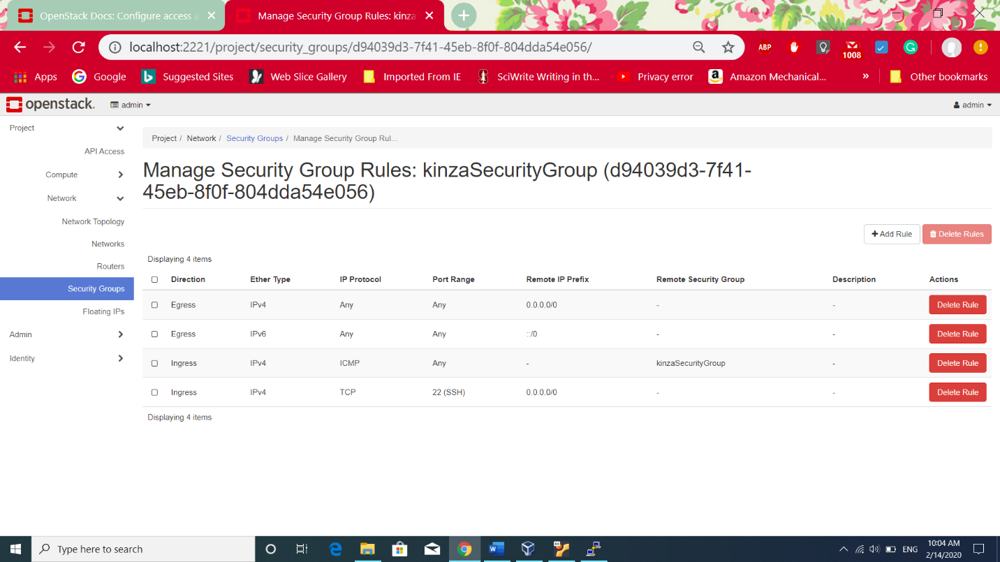 OpenStack Docs: Configure access a
Manage Security Group Rules: kinza
localhost:2221/project/security_groups/d94039d3-7f41-45eb-8f0f-804dda54e056/
ABP
1008
Apps
Google
Suggested Sites
Web Slice Gallery
Imported From IE
SciWrite Writing in th...
Privacy error
Amazon Mechanical...
»
Other bookmarks
openstack.
admin
admin
Project
API Access
Compute
Network
Network Topology
Networks
Routers
Security Groups
Floating IPs
Admin
Identity
Project / Network / Security Groups / Manage Security Group Rul...
Manage Security Group Rules: kinzaSecurityGroup (d94039d3-7f41-
45eb-8f0f-804dda54e056)
+Add Rule
Delete Rules
Displaying 4 items
Direction Ether Type IP Protocol Port Range Remote IP Prefix Remote Security Group Description Actions
Egress IPv4 Any Any 0.0.0.0/0 - - Delete Rule
Egress IPv6 Any Any ::/0 - - Delete Rule
Ingress IPv4 ICMP Any - kinzaSecurityGroup - Delete Rule
Ingress IPv4 TCP 22 (SSH) 0.0.0.0/0 - - Delete Rule
Displaying 4 items
Type here to search
ENG
10:04 AM
2/14/2020